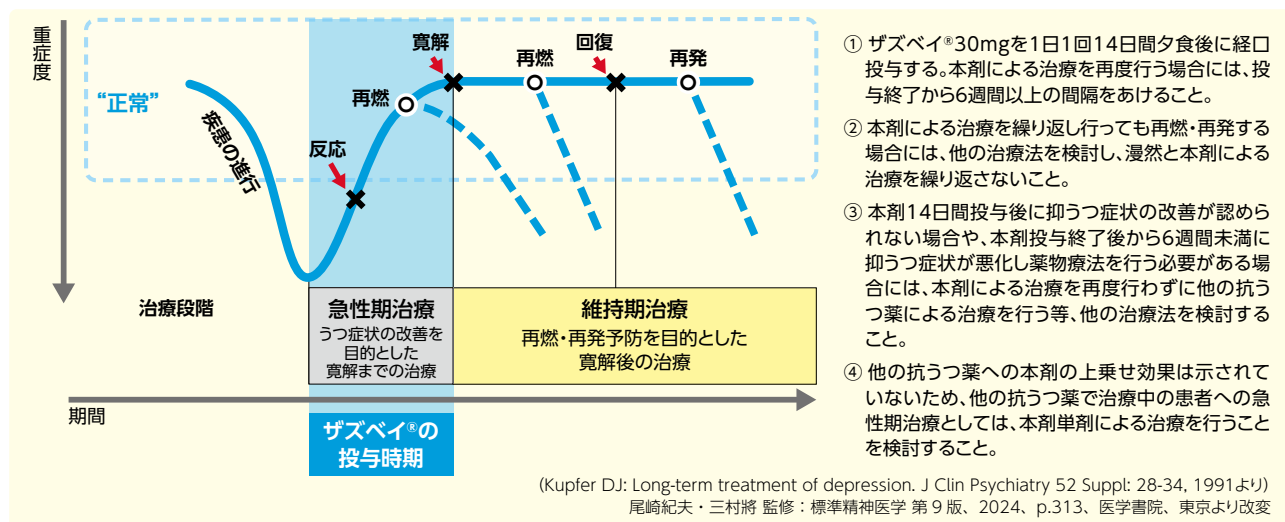 重症度
“正常”
疾患の進行
反応
再燃
寛解
再燃
回復
再発
治療段階
急性期治療
うつ症状の改善を
目的とした
寛解までの治療
維持期治療
再燃・再発予防を目的とした
寛解後の治療
期間
ザズベイ®の
投与時期
① ザズベイ®30mgを1日1回14日間夕食後に経口
投与する。本剤による治療を再度行う場合には、投
与終了から6週間以上の間隔をあけること。
② 本剤による治療を繰り返し行っても再燃・再発する
場合には、他の治療法を検討し、漫然と本剤による
治療を繰り返さないこと。
③ 本剤14日間投与後に抑うつ症状の改善が認めら
れない場合や、本剤投与終了後から6週間未満に
抑うつ症状が悪化し薬物療法を行う必要がある場
合には、本剤による治療を再度行わずに他の抗う
つ薬による治療を行う等、他の治療法を検討する
こと。
④ 他の抗うつ薬への本剤の上乗せ効果は示されて
いないため、他の抗うつ薬で治療中の患者への急
性期治療としては、本剤単剤による治療を行うこと
を検討すること。
(Kupfer DJ: Long-term treatment of depression. J Clin Psychiatry 52 Suppl: 28-34, 1991より)
尾崎紀夫・三村將 監修：標準精神医学 第9版、2024、p.313、医学書院、東京より改変